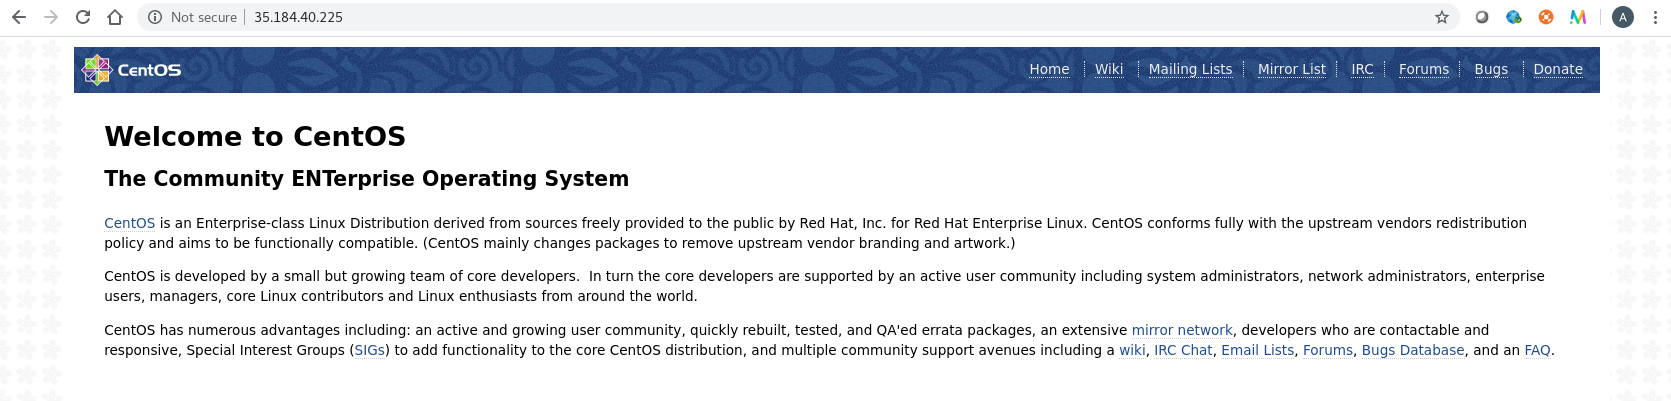 Not secure 35.184.40.225 A
CentOS Home Wiki Mailing Lists Mirror List IRC Forums Bugs Donate
Welcome to CentOS
The Community ENTerprise Operating System
CentOS is an Enterprise-class Linux Distribution derived from sources freely provided to the public by Red Hat, Inc. for Red Hat Enterprise Linux. CentOS conforms fully with the upstream vendors redistribution
policy and aims to be functionally compatible. (CentOS mainly changes packages to remove upstream vendor branding and artwork.)
CentOS is developed by a small but growing team of core developers.  In turn the core developers are supported by an active user community including system administrators, network administrators, enterprise
users, managers, core Linux contributors and Linux enthusiasts from around the world.
CentOS has numerous advantages including: an active and growing user community, quickly rebuilt, tested, and QA'ed errata packages, an extensive mirror network, developers who are contactable and
responsive, Special Interest Groups (SIGs) to add functionality to the core CentOS distribution, and multiple community support avenues including a wiki, IRC Chat, Email Lists, Forums, Bugs Database, and an FAQ.